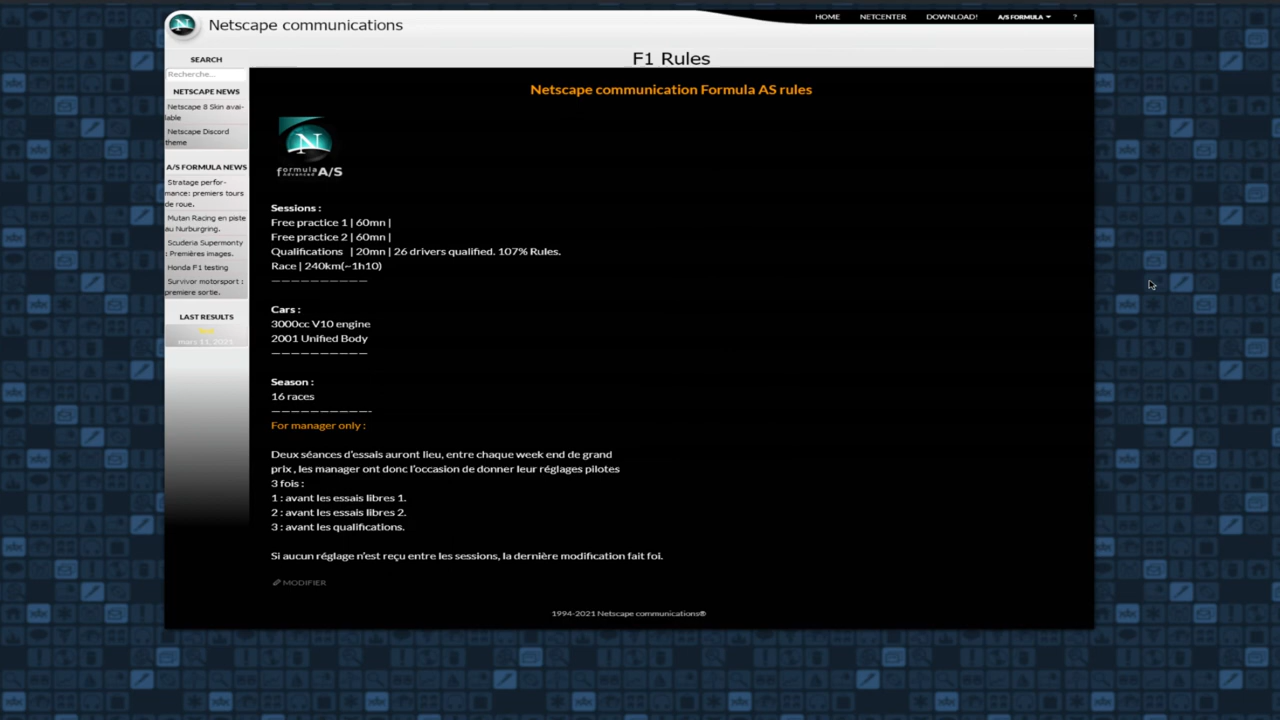 Netscape communications
HOME
NETCENTER
DOWNLOAD!
A/S FORMULA
?
F1 Rules
SEARCH
Recherche...
NETSCAPE NEWS
Netscape 8 Skin avai-
lable
Netscape Discord
theme
A/S FORMULA NEWS
Stratage perfor-
mance: premiers tours
de roue.
Mutan Racing en piste
au Nurburgring.
Scuderia Supermonty
: Premières images.
Honda F1 testing
Survivor motorsport :
premiere sortie.
LAST RESULTS
mars 11, 2021
Netscape communication Formula AS rules
N
formula A/S
Advanced
Sessions :
Free practice 1 | 60mn |
Free practice 2 | 60mn |
Qualifications | 20mn | 26 drivers qualified. 107% Rules.
Race | 240km(~1h10)
——————————
Cars :
3000cc V10 engine
2001 Unified Body
——————————
Season :
16 races
——————————-
For manager only :
Deux séances d'essais auront lieu, entre chaque week end de grand
prix , les manager ont donc l'occasion de donner leur réglages pilotes
3 fois :
1 : avant les essais libres 1.
2 : avant les essais libres 2.
3 : avant les qualifications.
Si aucun réglage n'est reçu entre les sessions, la dernière modification fait foi.
MODIFIER
1994-2021 Netscape communications®